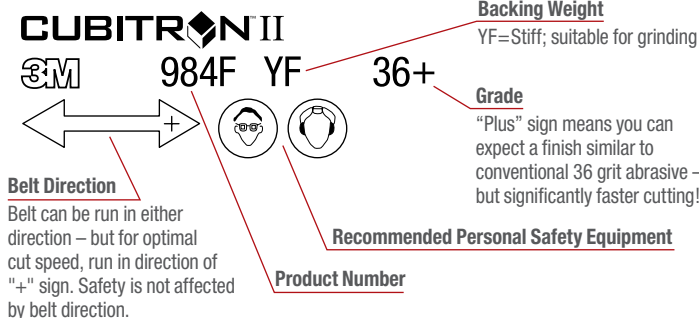 CUBITRON II
3M 984F YF 36+
+
Backing Weight
YF=Stiff; suitable for grinding
Grade
“Plus” sign means you can
expect a finish similar to
conventional 36 grit abrasive –
but significantly faster cutting!
Belt Direction
Belt can be run in either
direction – but for optimal
cut speed, run in direction of
"+" sign. Safety is not affected
by belt direction.
Recommended Personal Safety Equipment
Product Number